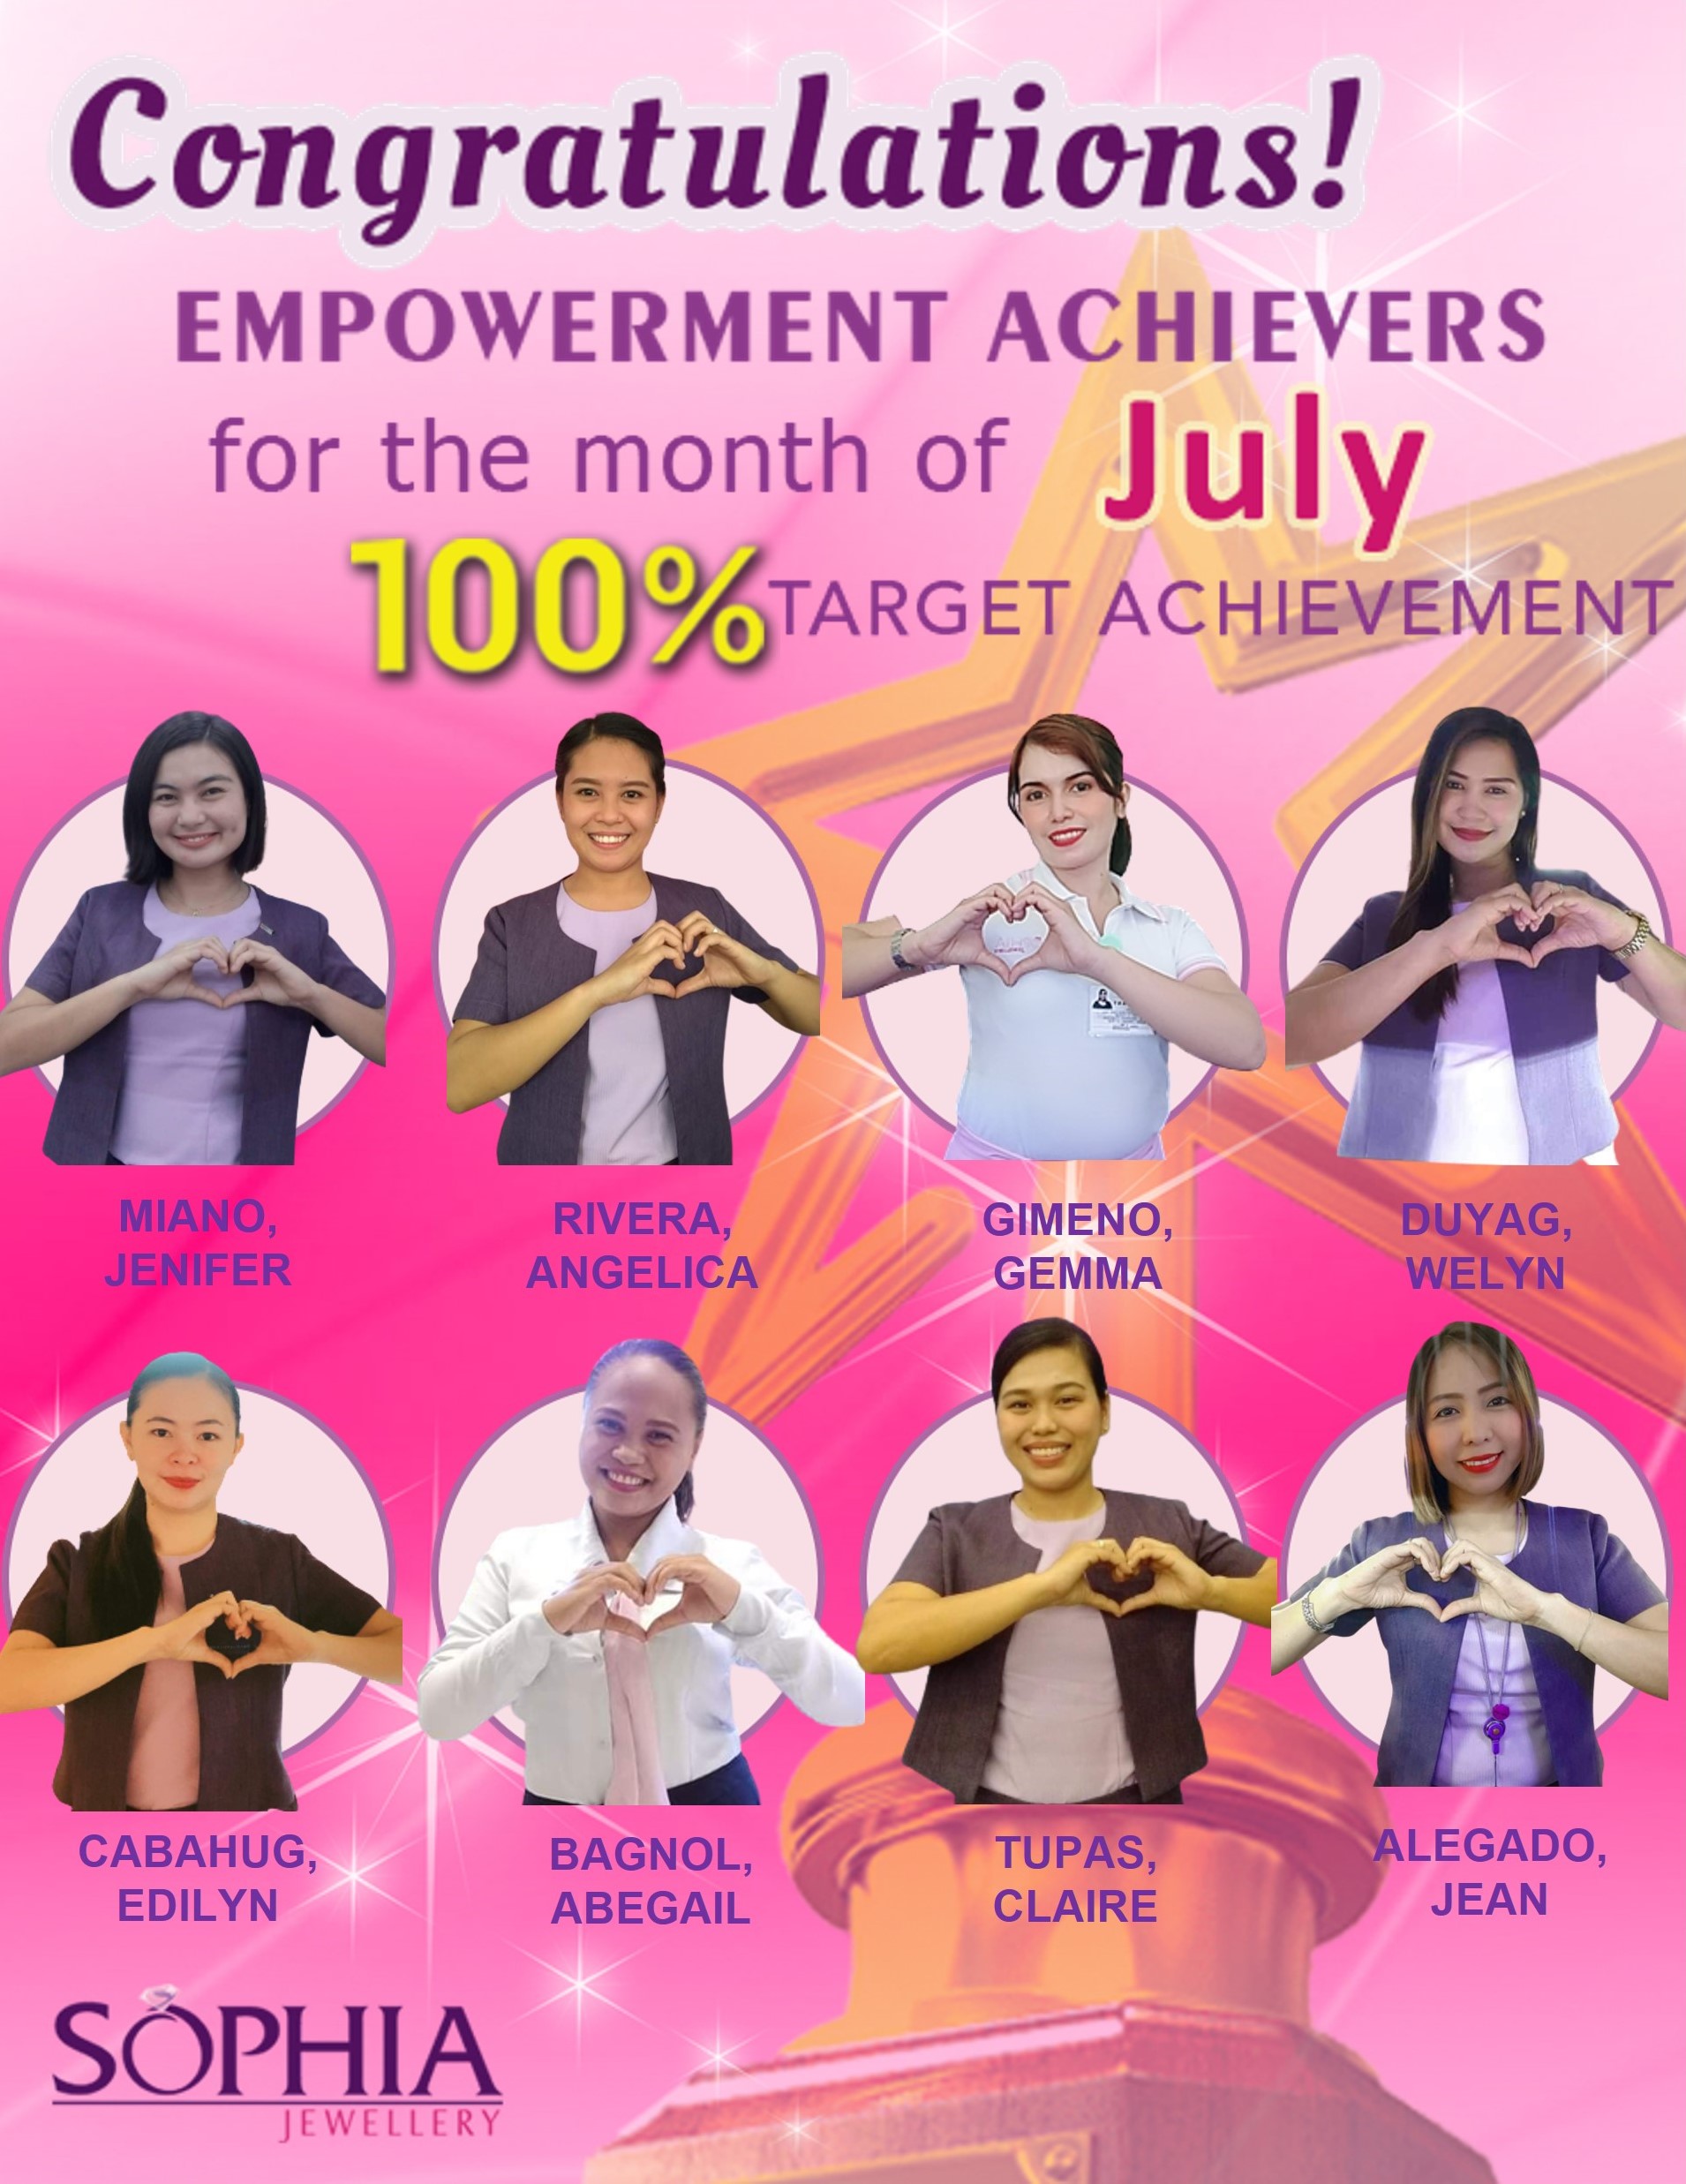 Congratulations!
EMPOWERMENT ACHIEVERS
for the month of July
100% TARGET ACHIEVEMENT
MIANO,
JENIFER
RIVERA,
ANGELICA
GIMENO,
GEMMA
DUYAG,
WELYN
CABAHUG,
EDILYN
BAGNOL,
ABEGAIL
TUPAS,
CLAIRE
ALEGADO,
JEAN
SOPHIA
JEWELLERY